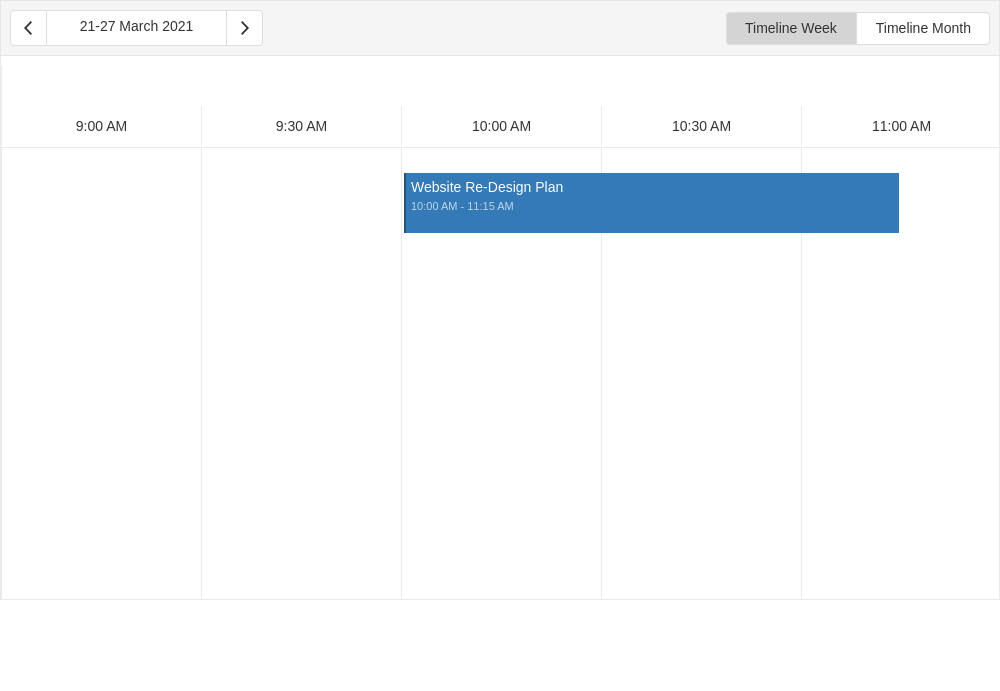 21-27 March 2021
Timeline Week
Timeline Month
9:00 AM
9:30 AM
10:00 AM
10:30 AM
11:00 AM
Website Re-Design Plan
10:00 AM - 11:15 AM